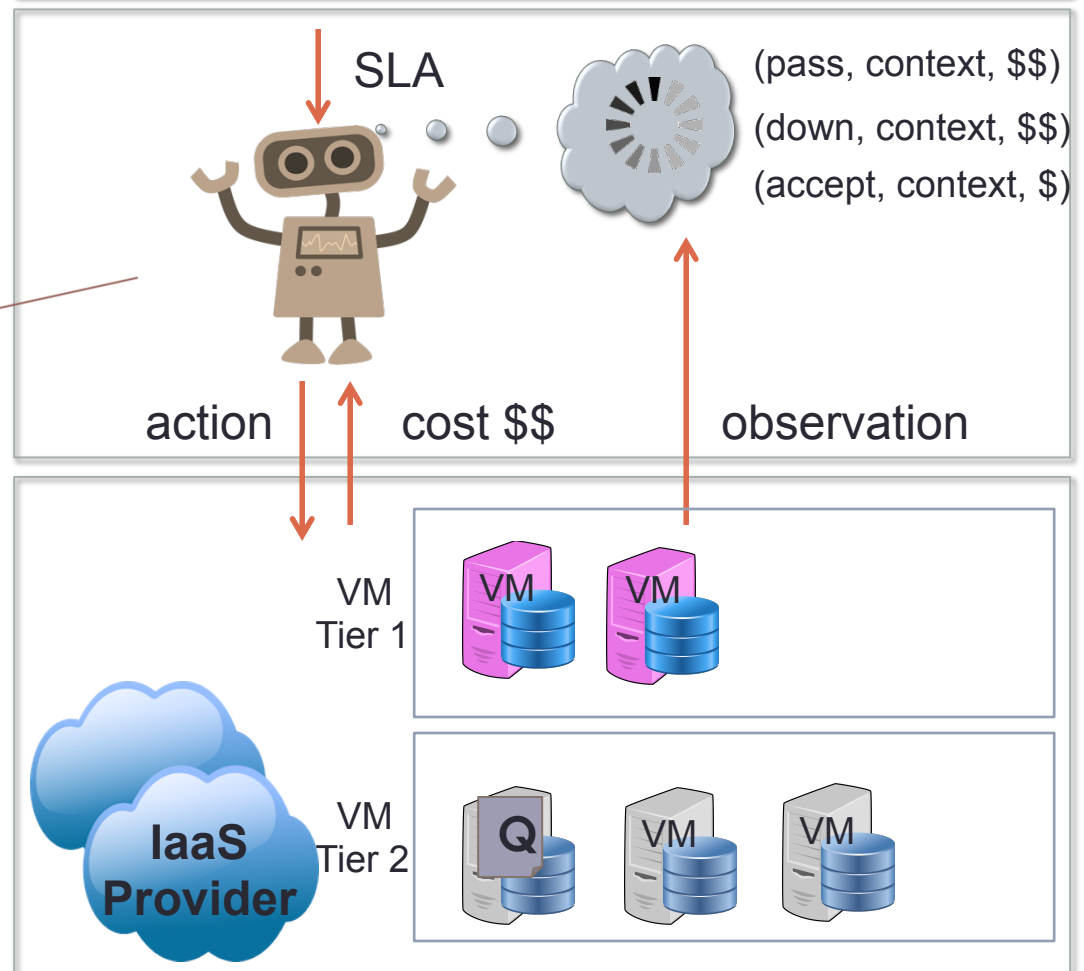 SLA
(pass, context, $$)
(down, context, $$)
(accept, context, $)
action
cost $$
observation
VM
Tier 1
VM
VM
IaaS
Provider
VM
Tier 2
Q
VM
VM